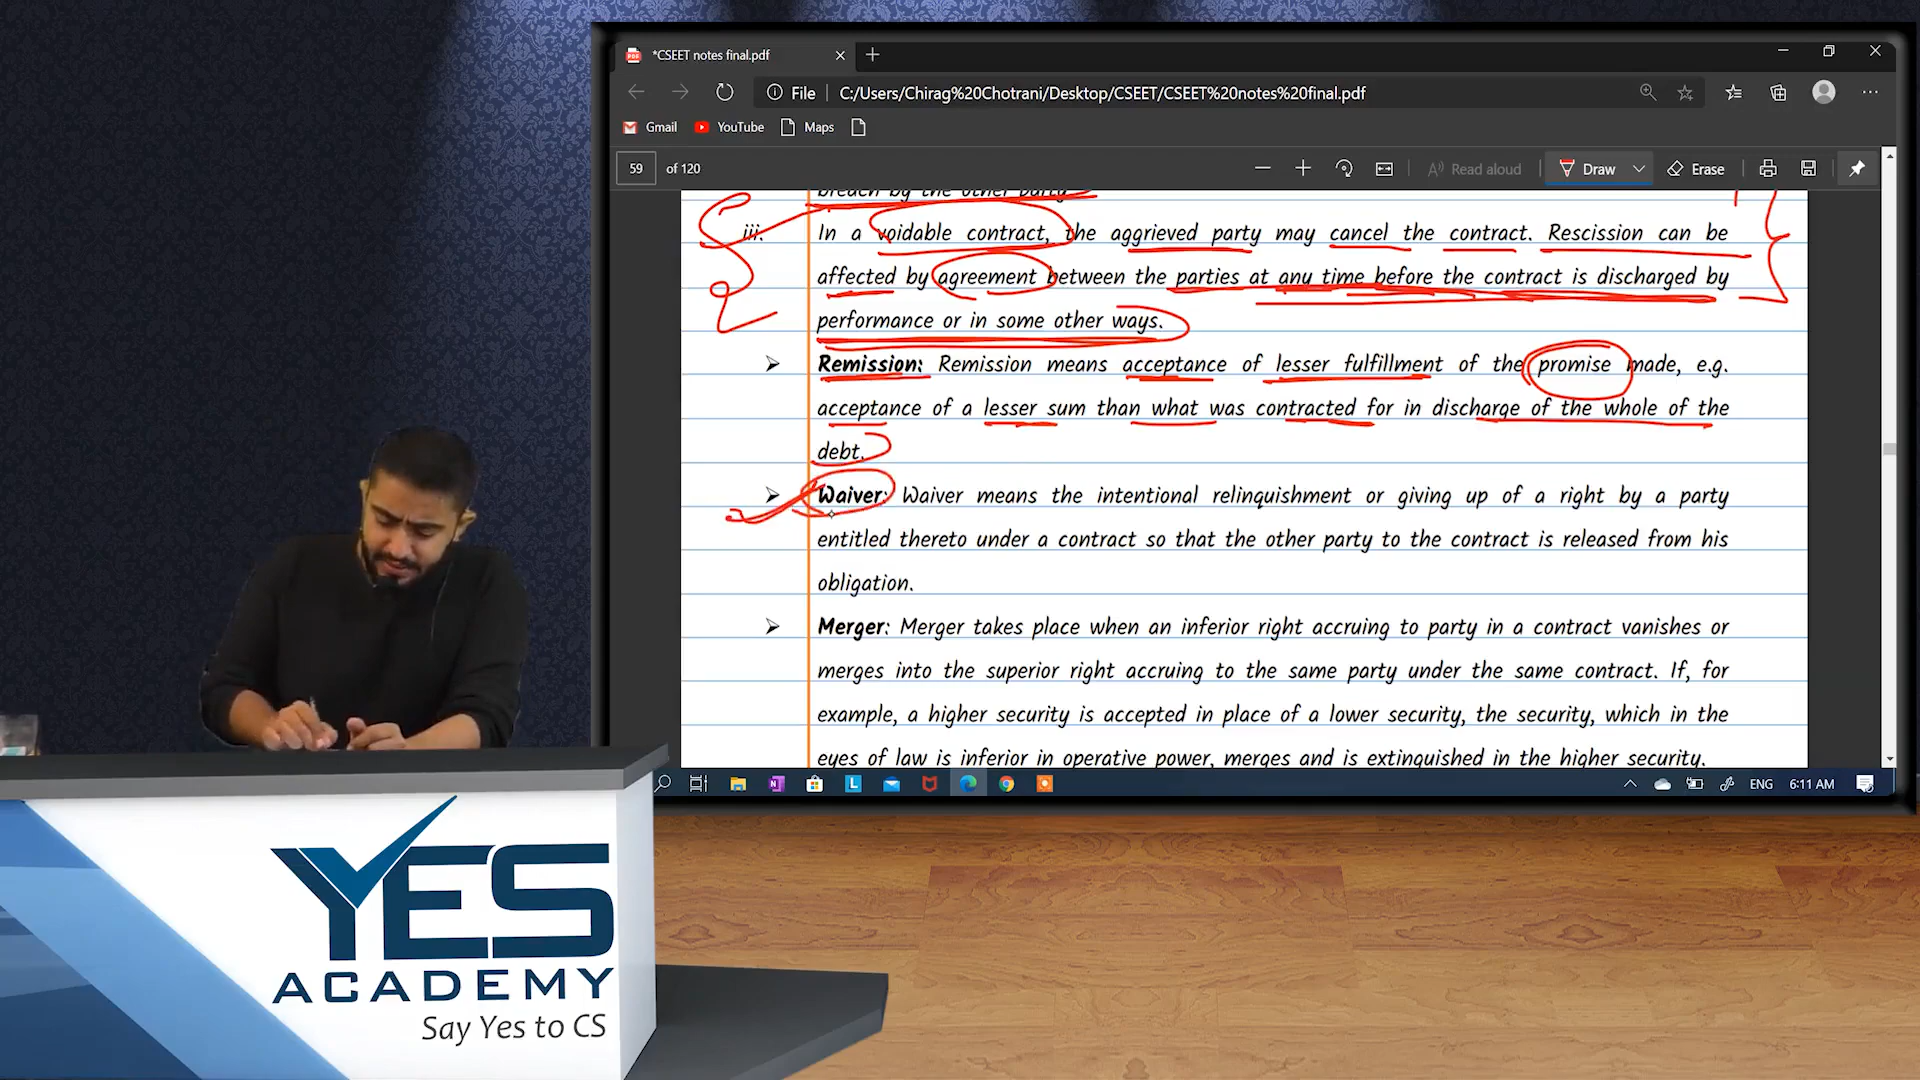 *CSEET notes final.pdf
File | C:/Users/Chirag%20Chotrani/Desktop/CSEET/CSEET%20notes%20final.pdf
Gmail YouTube Maps
59 of 120 Read aloud Draw Erase
breach by the other party
iii. In a voidable contract, the aggrieved party may cancel the contract. Rescission can be
affected by agreement between the parties at any time before the contract is discharged by
performance or in some other ways.
Remission: Remission means acceptance of lesser fulfillment of the promise made, e.g.
acceptance of a lesser sum than what was contracted for in discharge of the whole of the
debt.
Waiver: Waiver means the intentional relinquishment or giving up of a right by a party
entitled thereto under a contract so that the other party to the contract is released from his
obligation.
Merger: Merger takes place when an inferior right accruing to party in a contract vanishes or
merges into the superior right accruing to the same party under the same contract. If, for
example, a higher security is accepted in place of a lower security, the security, which in the
eyes of law is inferior in operative power, merges and is extinguished in the higher security.
ENG 6:11 AM
YES
ACADEMY
Say Yes to CS